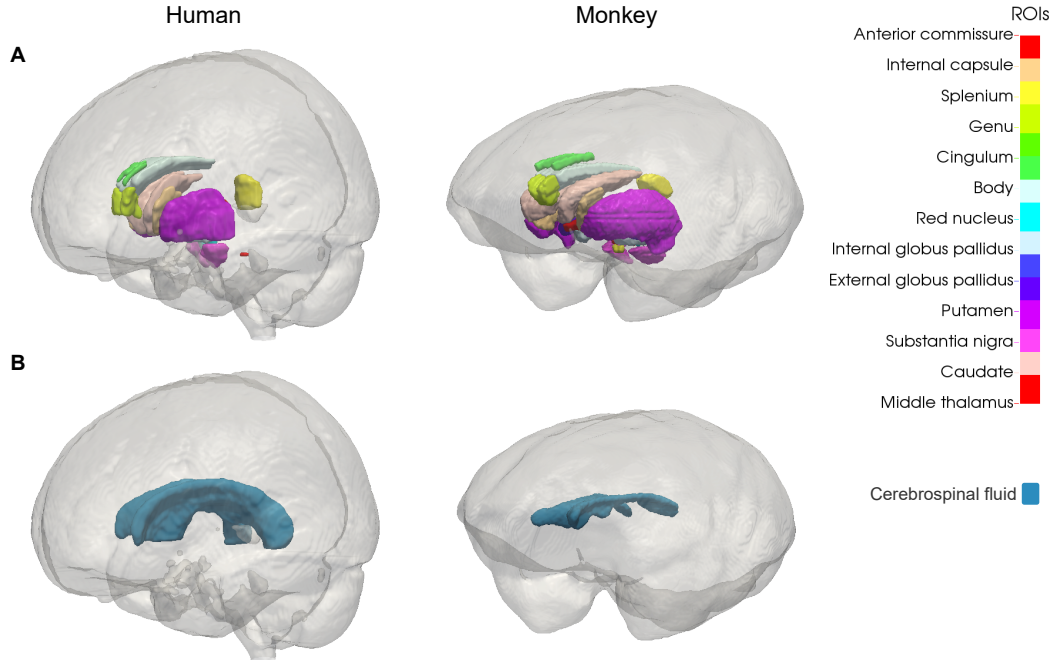 Human
Monkey
ROIs
A
Anterior commissure
Internal capsule
Splenium
Genu
Cingulum
Body
Red nucleus
Internal globus pallidus
External globus pallidus
Putamen
Substantia nigra
Caudate
Middle thalamus
B
Cerebrospinal fluid